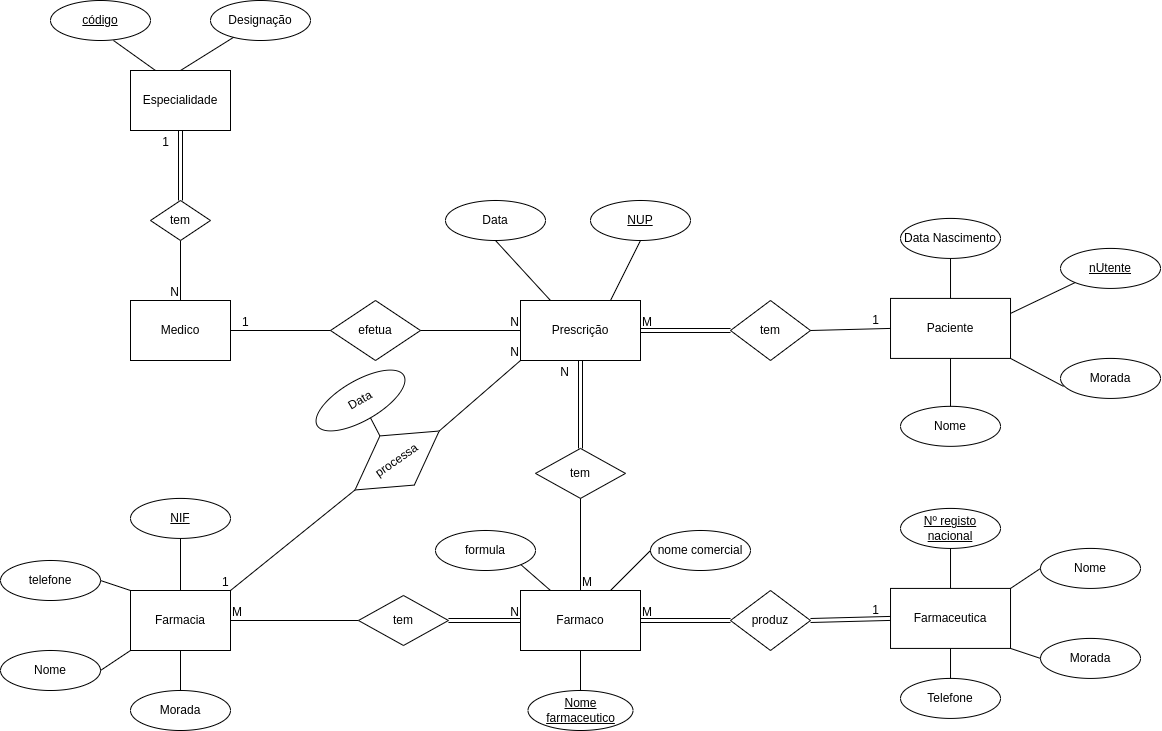 código
Designação
Especialidade
1
tem
N
Data
NUP
Data Nascimento
nUtente
Medico
1
efetua
N
Prescrição
M
tem
1
Paciente
N
N
Data
Morada
Nome
processa
tem
NIF
Nº registo
nacional
telefone
formula
nome comercial
Nome
1
M
Farmacia
M
tem
N
Farmaco
M
produz
1
Farmaceutica
Nome
Morada
Morada
Nome
farmaceutico
Telefone